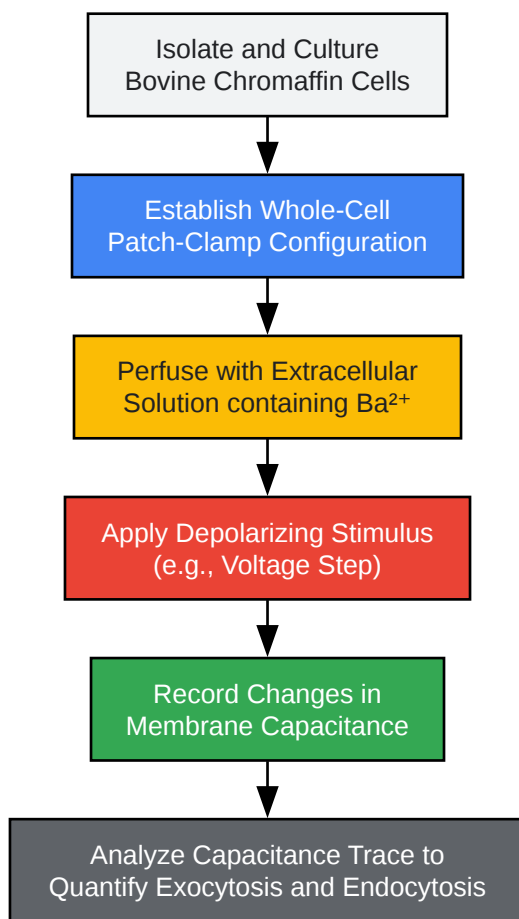 Isolate and Culture
Bovine Chromaffin Cells
Establish Whole-Cell
Patch-Clamp Configuration
Perfuse with Extracellular
Solution containing Ba²⁺
Apply Depolarizing Stimulus
(e.g., Voltage Step)
Record Changes in
Membrane Capacitance
Analyze Capacitance Trace to
Quantify Exocytosis and Endocytosis